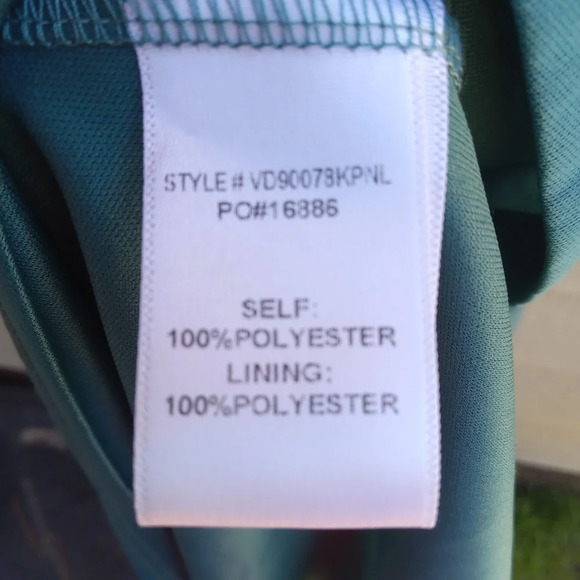 STYLE # VD90078KPNL
PO#16886
SELF:
100%POLYESTER
LINING:
100%POLYESTER